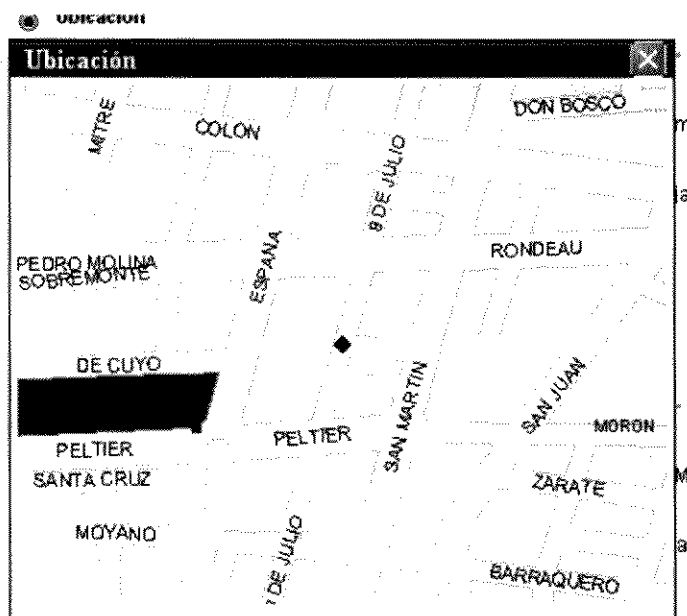 Ubicación
Ubicación
MITRE
COLON
DON BOSCO
9 DE JULIO
PEDRO MOLINA
SOBREMONTE
ESPAÑA
RONDEAU
DE CUYO
SAN MARTIN
SAN JUAN
MORON
PELTIER
PELTIER
SANTA CRUZ
ZARATE
MOYANO
DE JULIO
BARRAQUERO